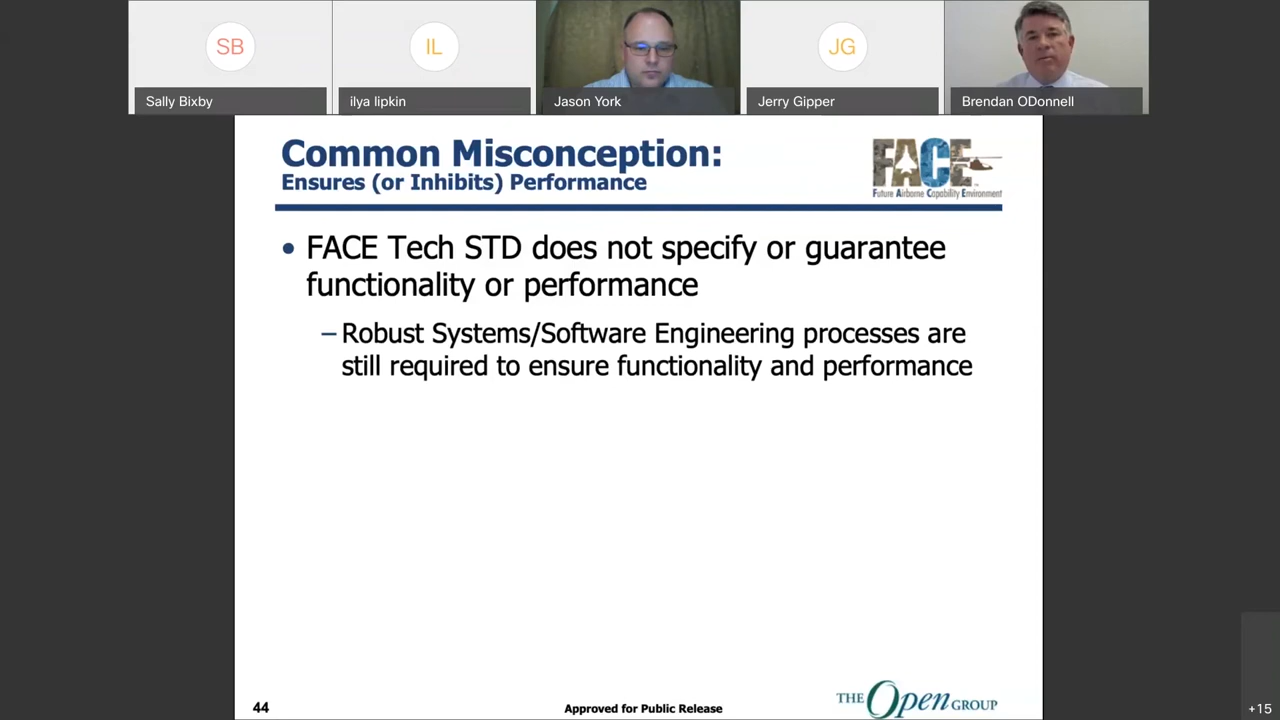 SB
IL
JG
Sally Bixby
ilya lipkin
Jason York
Jerry Gipper
Brendan ODonnell
Common Misconception:
Ensures (or Inhibits) Performance
FACE
Future Airborne Capability Environment
• FACE Tech STD does not specify or guarantee
functionality or performance
– Robust Systems/Software Engineering processes are
still required to ensure functionality and performance
44
Approved for Public Release
THE Open GROUP
+15